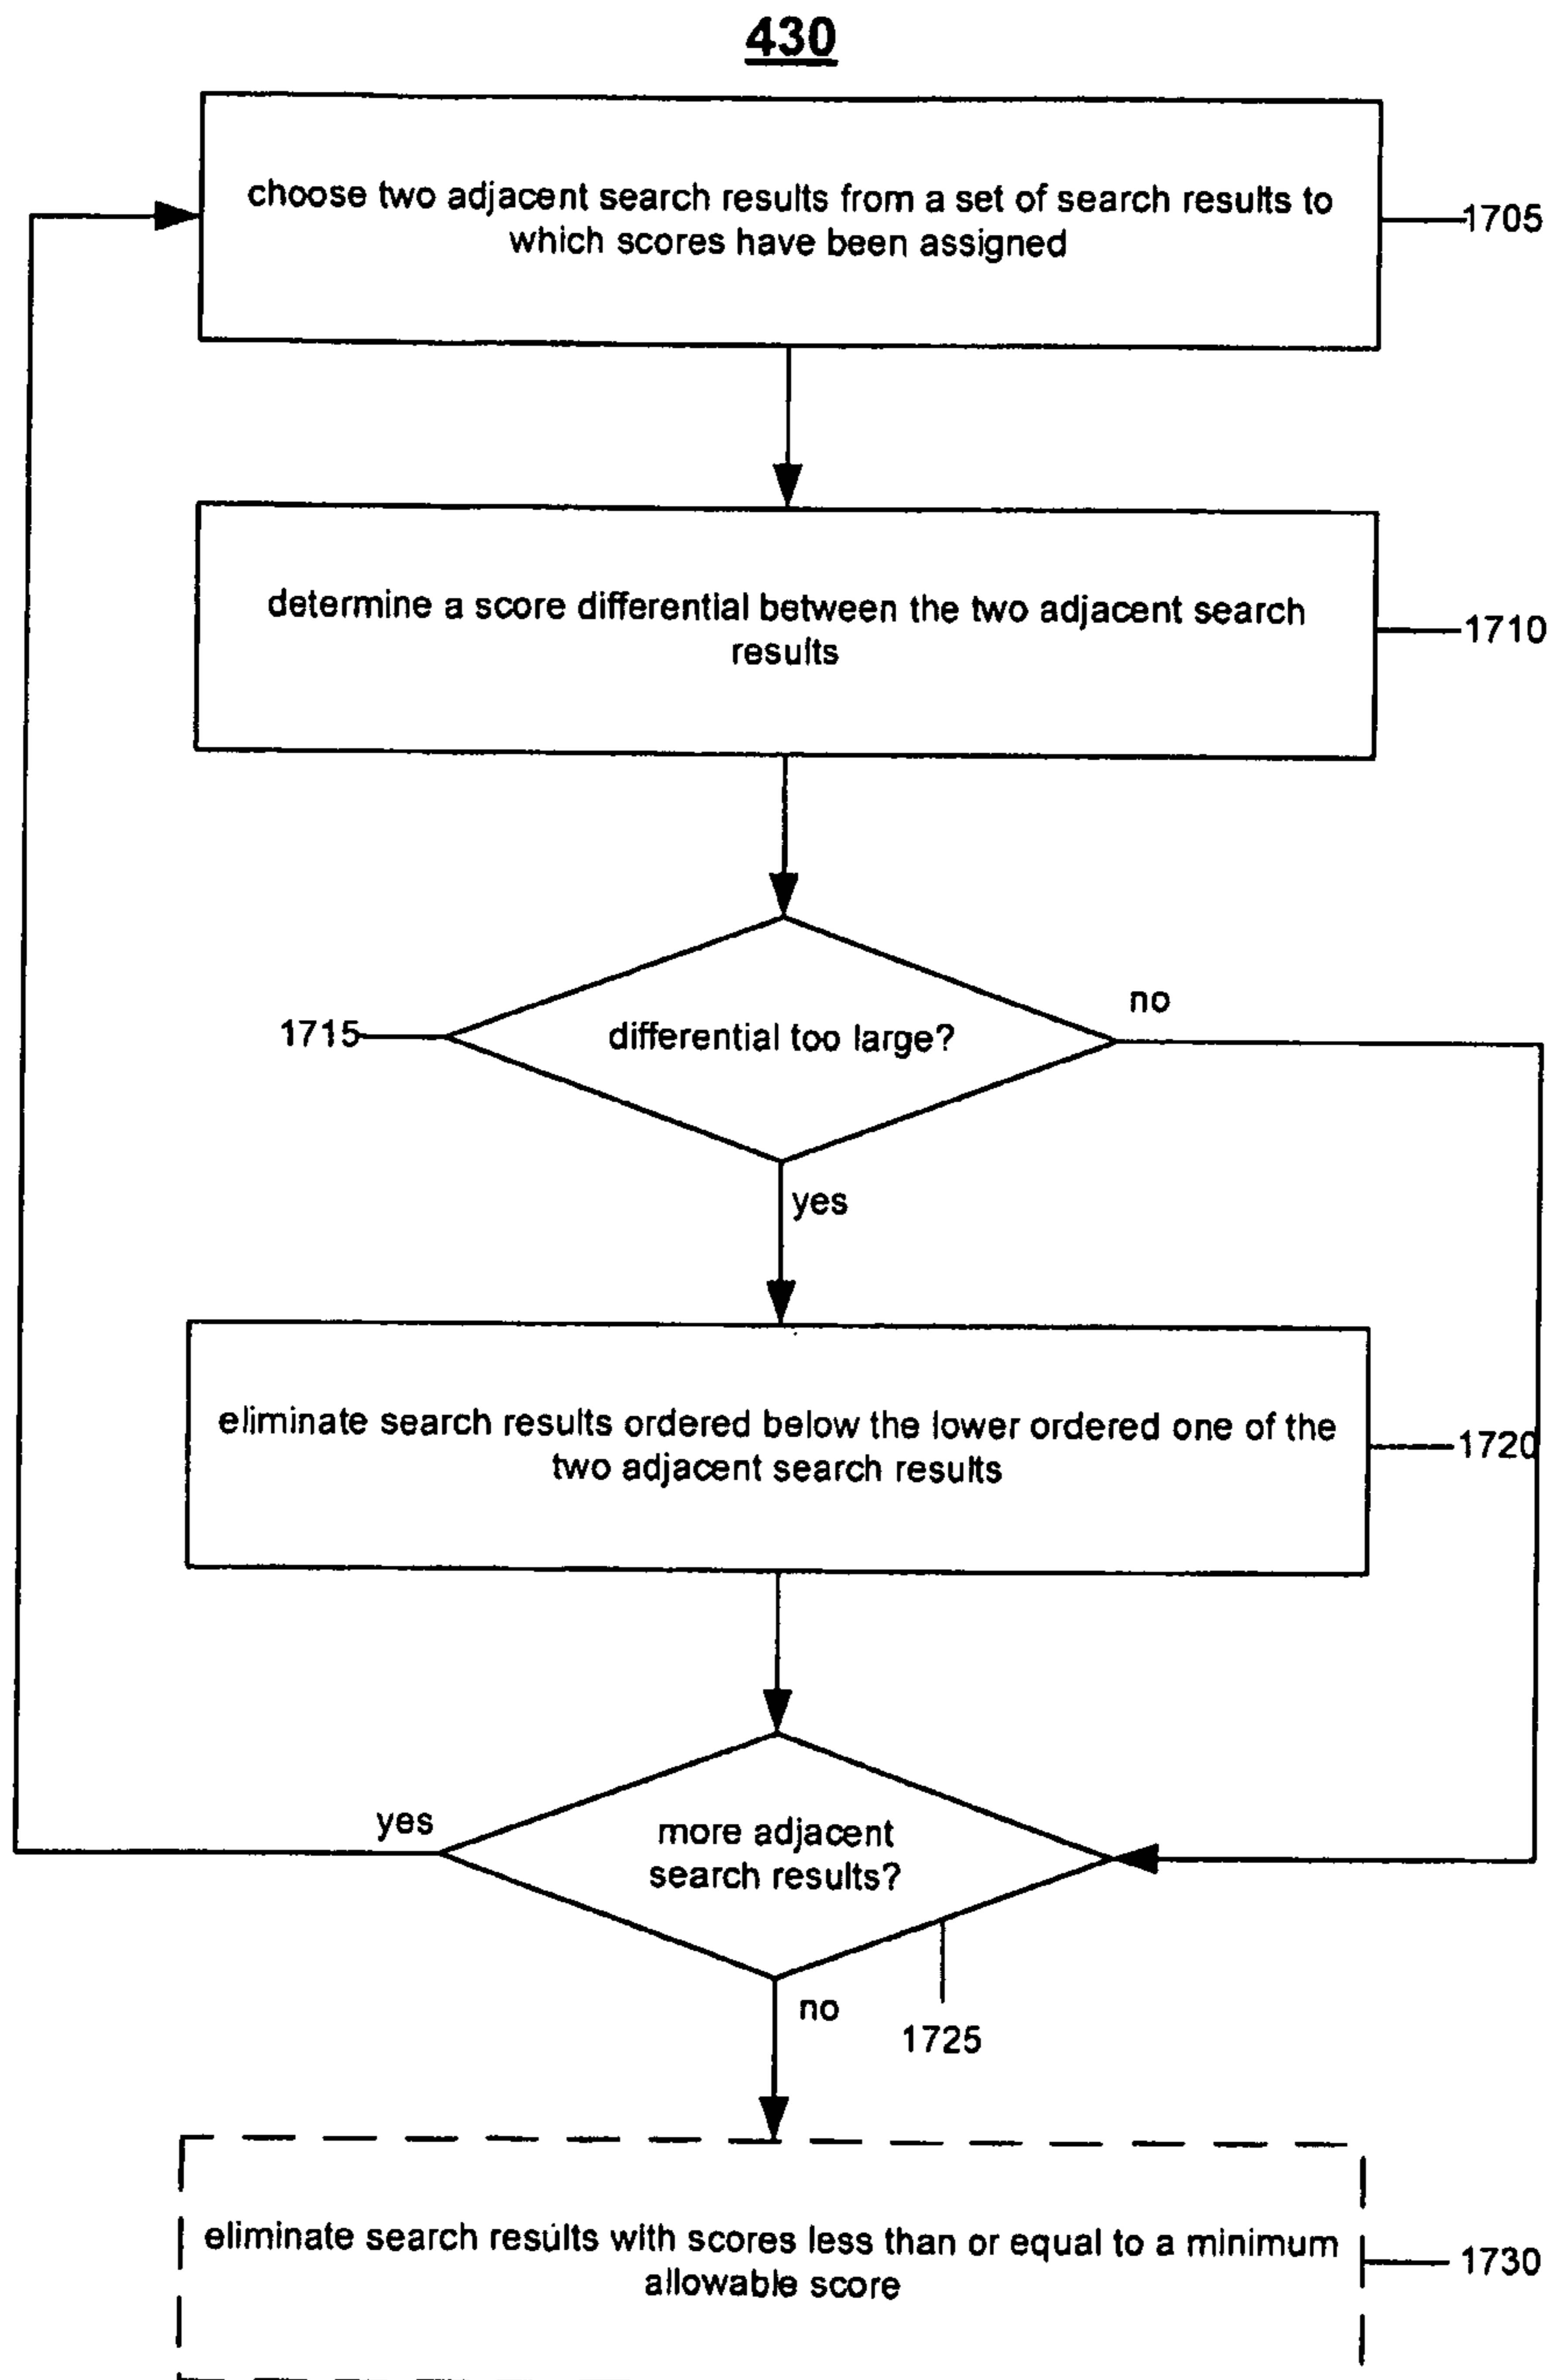 430
choose two adjacent search results from a set of search results to
which scores have been assigned
1705
determine a score differential between the two adjacent search
results
1710
no
1715
differential too large?
yes
eliminate search results ordered below the lower ordered one of the
two adjacent search results
1720
yes
more adjacent
search results?
no
1725
eliminate search results with scores less than or equal to a minimum
allowable score
1730